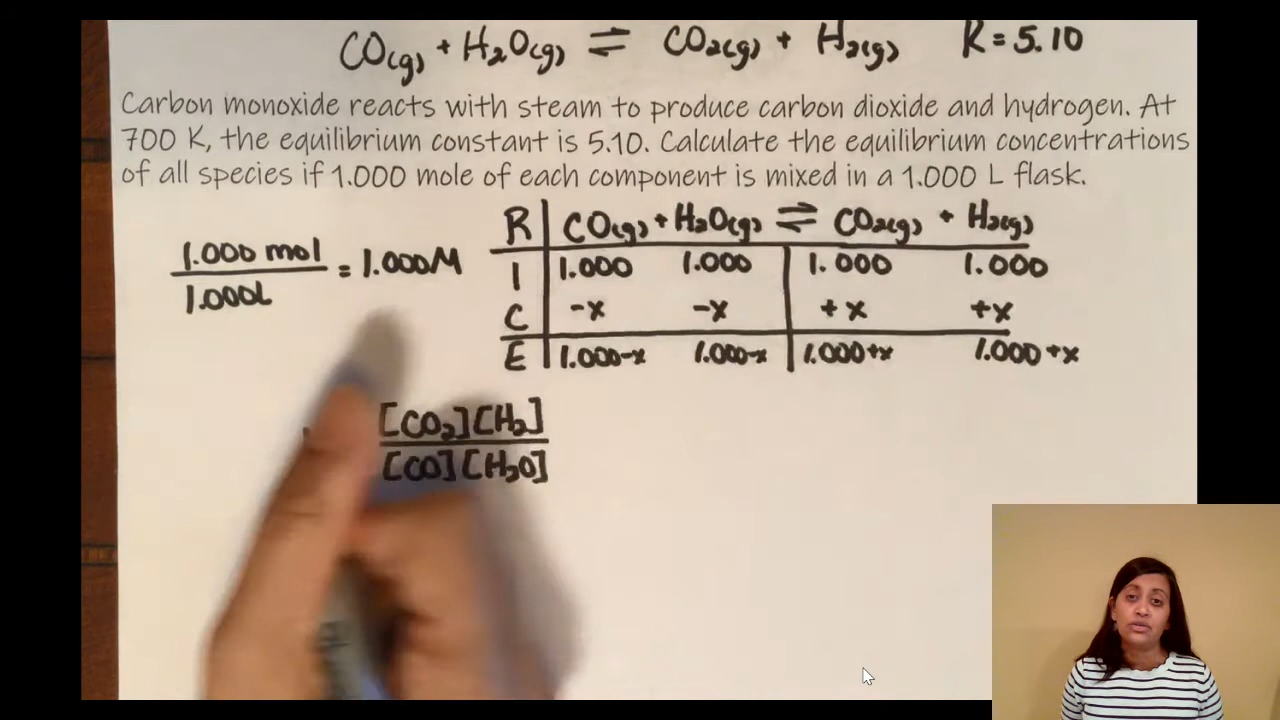 CO(g) + H2O(g) ⇌ CO2(g) + H2(g) K = 5.10
Carbon monoxide reacts with steam to produce carbon dioxide and hydrogen. At
700 K, the equilibrium constant is 5.10. Calculate the equilibrium concentrations
of all species if 1.000 mole of each component is mixed in a 1.000 L flask.
R CO(g) + H2O(g) ⇌ CO2(g) + H2(g)
1.000 mol
1.000L
= 1.000M
I 1.000 1.000 1.000 1.000
C -x -x +x +x
E 1.000-x 1.000-x 1.000+x 1.000+x
[CO2][H2]
[CO][H2O]